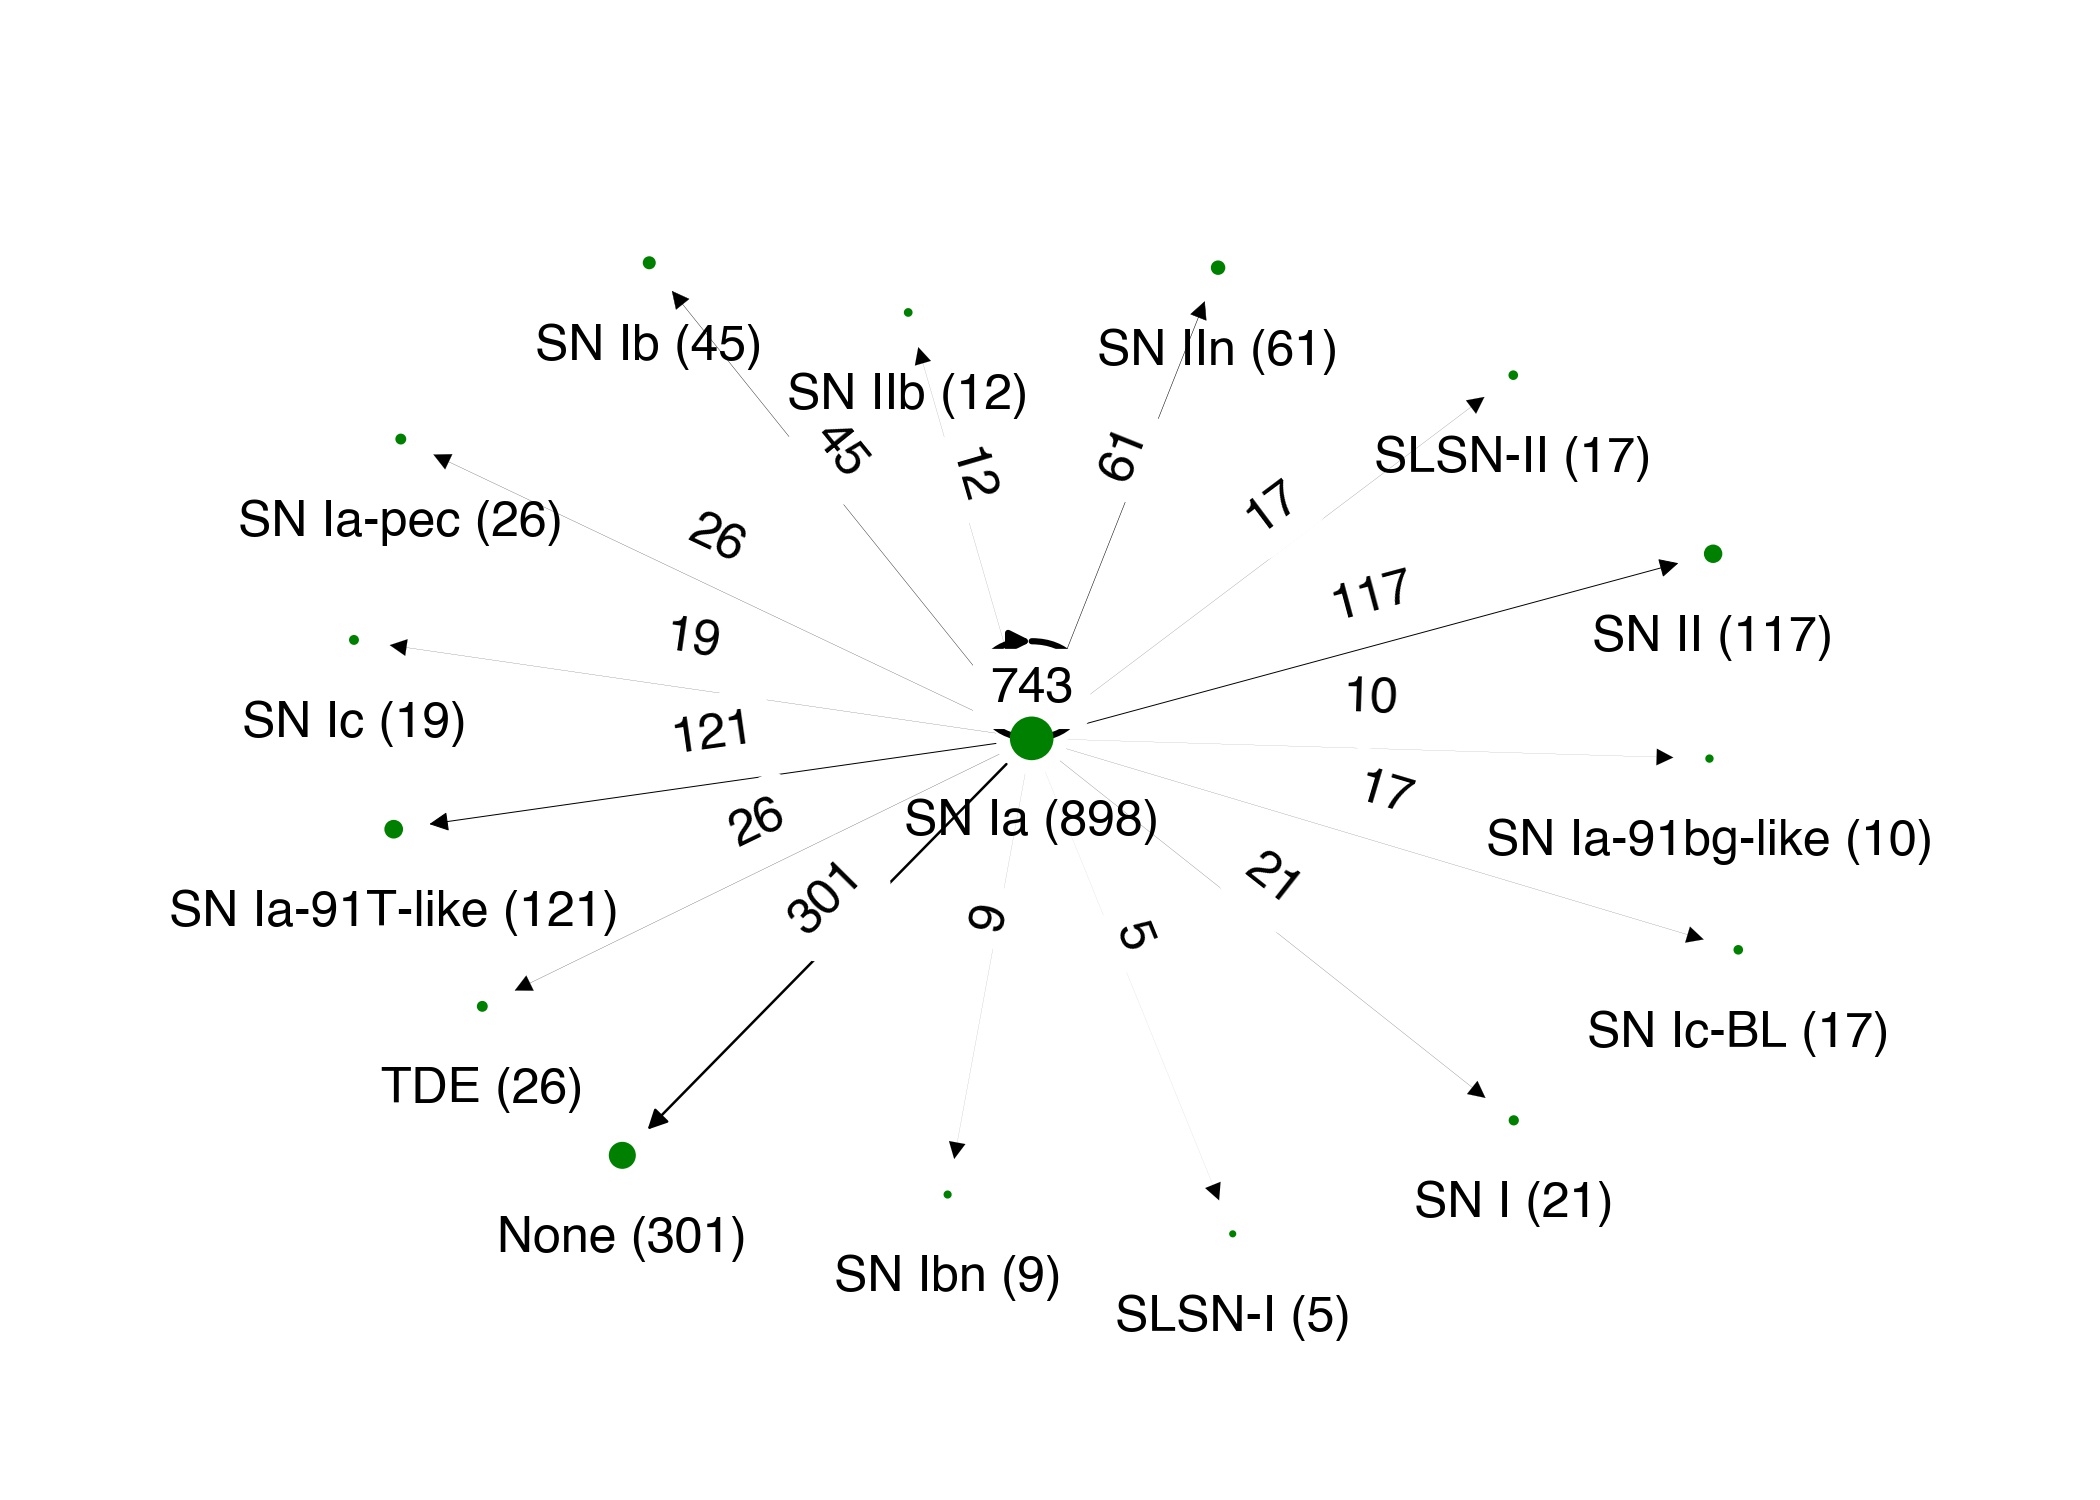 SN Ib (45)
SN IIb (12)
SN IIn (61)
SLSN-II (17)
45
12
61
17
SN Ia-pec (26)
26
117
SN II (117)
19
743
10
SN Ic (19)
121
17
SN Ia-91bg-like (10)
26
SN Ia (898)
SN Ia-91T-like (121)
301
9
5
21
SN Ic-BL (17)
TDE (26)
None (301)
SN Ibn (9)
SLSN-I (5)
SN I (21)